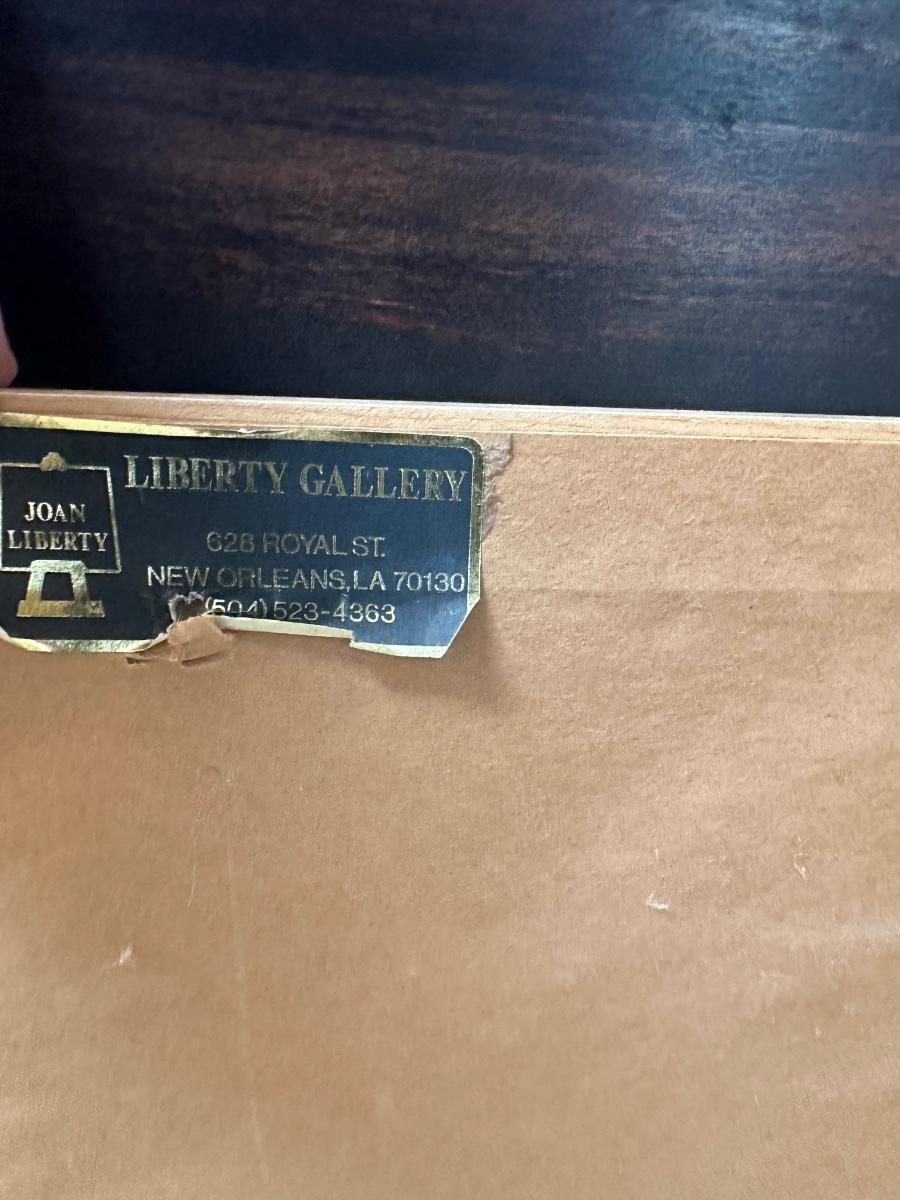 JOAN
LIBERTY
LIBERTY GALLERY
628 ROYAL ST.
NEW ORLEANS, LA 70130
(504) 523-4363